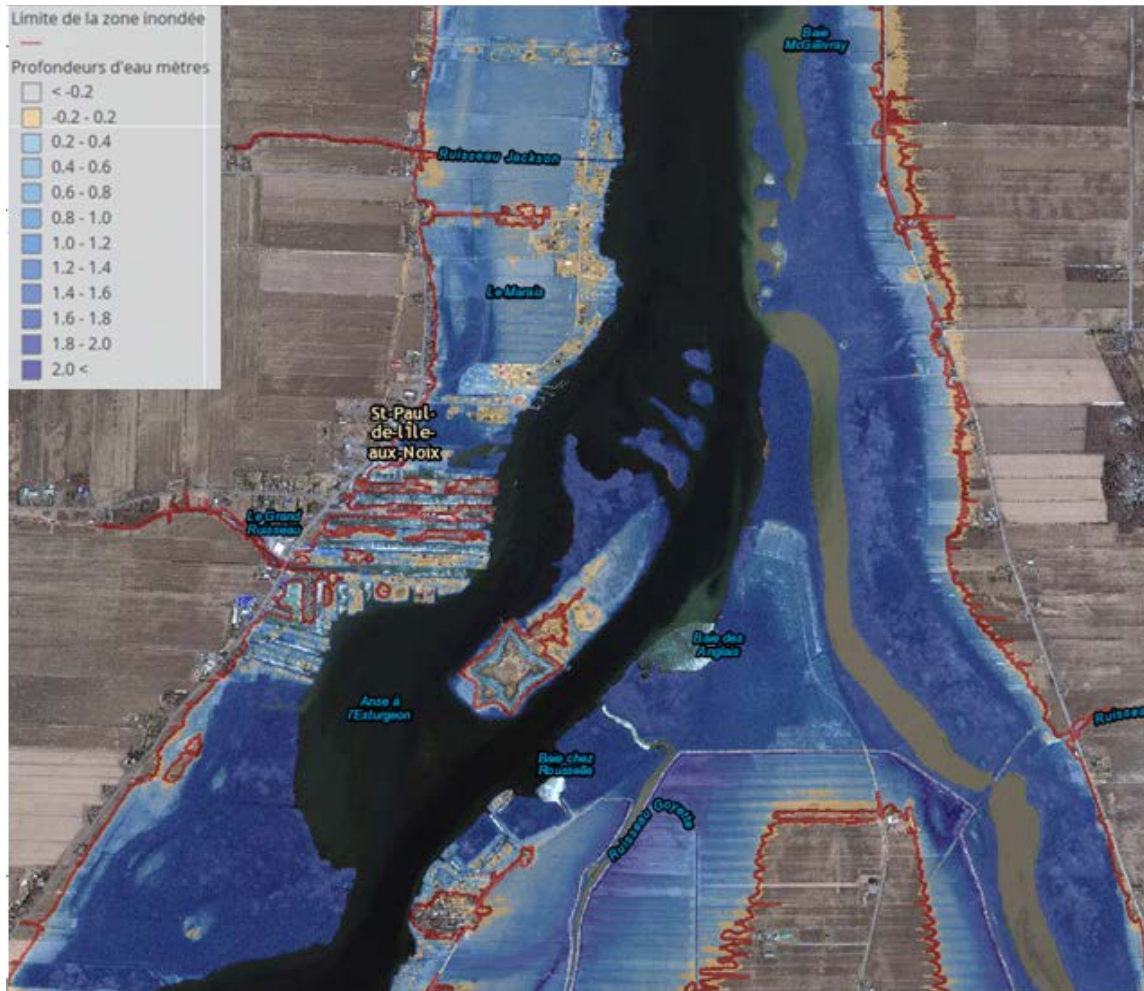 Limite de la zone inondée
Profondeurs d'eau mètres
< -0.2
-0.2 - 0.2
0.2 - 0.4
0.4 - 0.6
0.6 - 0.8
0.8 - 1.0
1.0 - 1.2
1.2 - 1.4
1.4 - 1.6
1.6 - 1.8
1.8 - 2.0
2.0 <
Baie
McGillivray
Ruisseau Jackson
Le Marais
St-Paul-
de-l'Île-
aux-Noix
Le Grand
Ruisseau
Baie des
Anglais
Anse à
l'Esturgeon
Ruisseau
Baie chez
Rousselle
Ruisseau Goyette